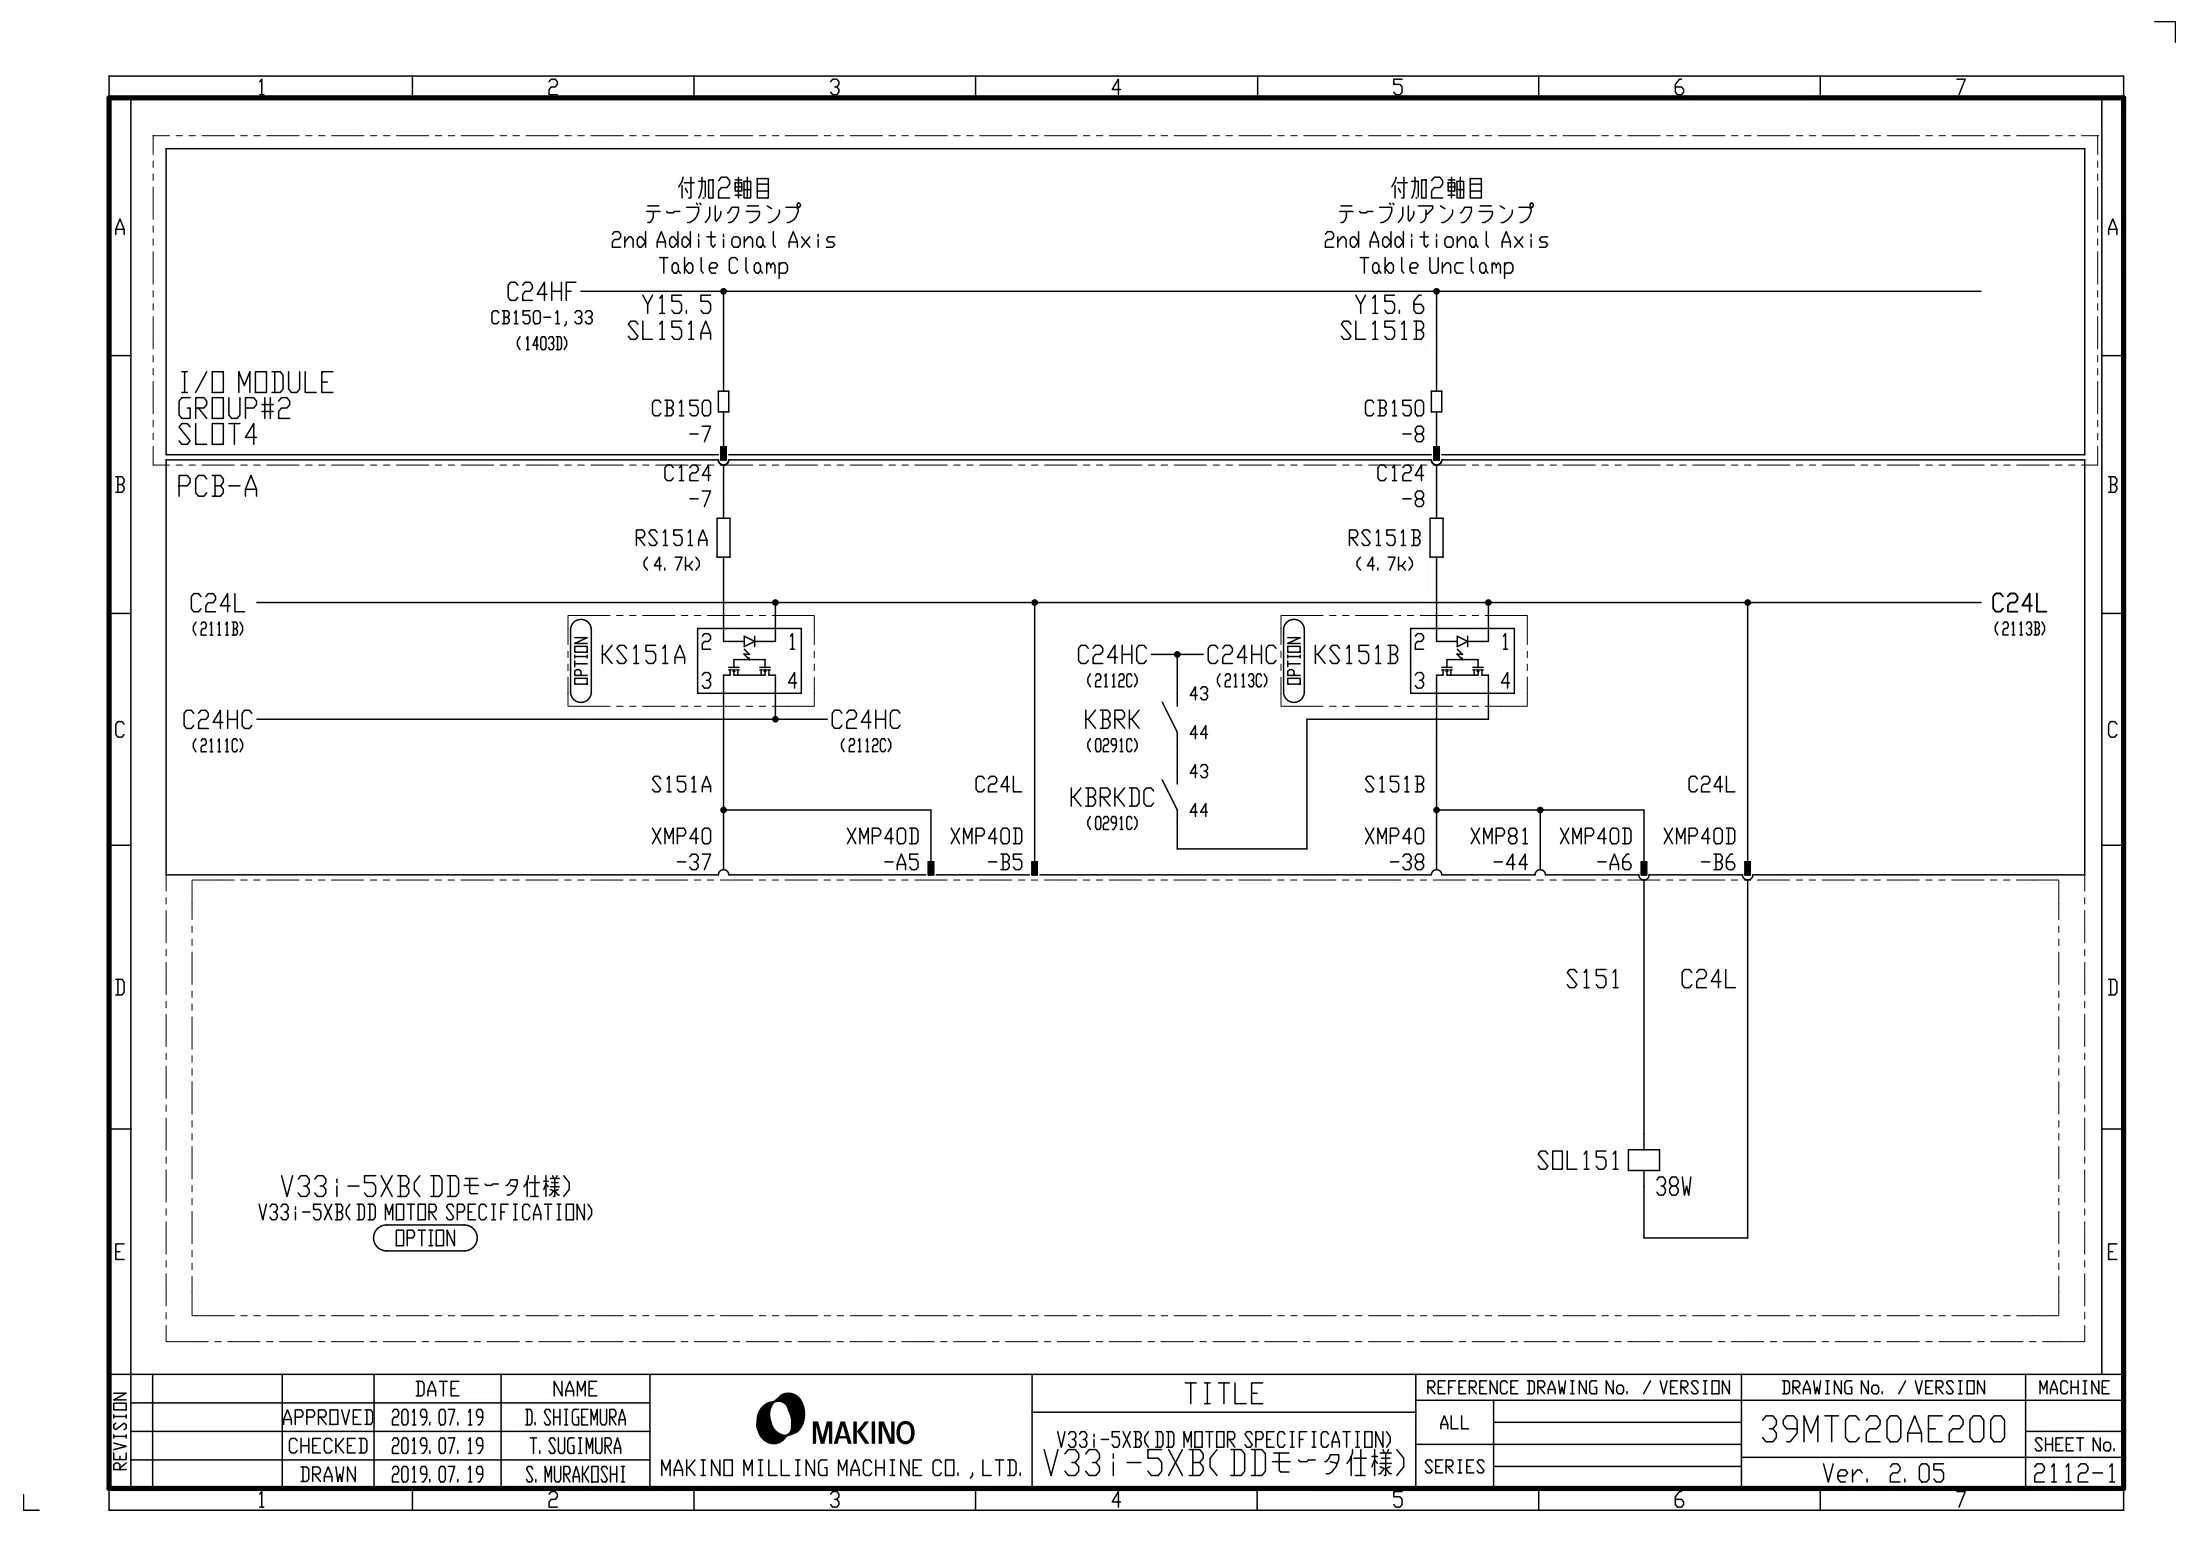 1 2 3 4 5 6 7
A A
付加2軸目
テーブルクランプ
2nd Additional Axis
Table Clamp
付加2軸目
テーブルアンクランプ
2nd Additional Axis
Table Unclamp
C24HF
CB150-1,33
(1403D)
Y15.5
SL151A
Y15.6
SL151B
I/O MODULE
GROUP#2
SLOT4
CB150
-7
CB150
-8
B B
PCB-A
C124
-7
C124
-8
RS151A
(4.7k)
RS151B
(4.7k)
C24L
(2111B)
C24L
(2113B)
OPTION
KS151A
2 1
3 4
C24HC
(2112C)
C24HC
(2113C)
OPTION
KS151B
2 1
3 4
C C
C24HC
(2111C)
C24HC
(2112C)
KBRK
(0291C)
43
44
KBRKDC
(0291C)
43
44
S151A
C24L
S151B
C24L
XMP40
-37
XMP40D
-A5
XMP40D
-B5
XMP40
-38
XMP81
-44
XMP40D
-A6
XMP40D
-B6
D D
S151
C24L
SOL151
38W
V33i-5XB(DDモータ仕様)
V33i-5XB(DD MOTOR SPECIFICATION)
OPTION
E E
REVISION
DATE NAME
APPROVED 2019.07.19 D. SHIGEMURA
CHECKED 2019.07.19 T. SUGIMURA
DRAWN 2019.07.19 S. MURAKOSHI
MAKINO
MAKINO MILLING MACHINE CO.,LTD.
TITLE
V33i-5XB(DD MOTOR SPECIFICATION)
V33i-5XB(DDモータ仕様)
REFERENCE DRAWING No. / VERSION
ALL
SERIES
DRAWING No. / VERSION
39MTC20AE200
Ver. 2.05
MACHINE
SHEET No.
2112-1
1 2 3 4 5 6 7